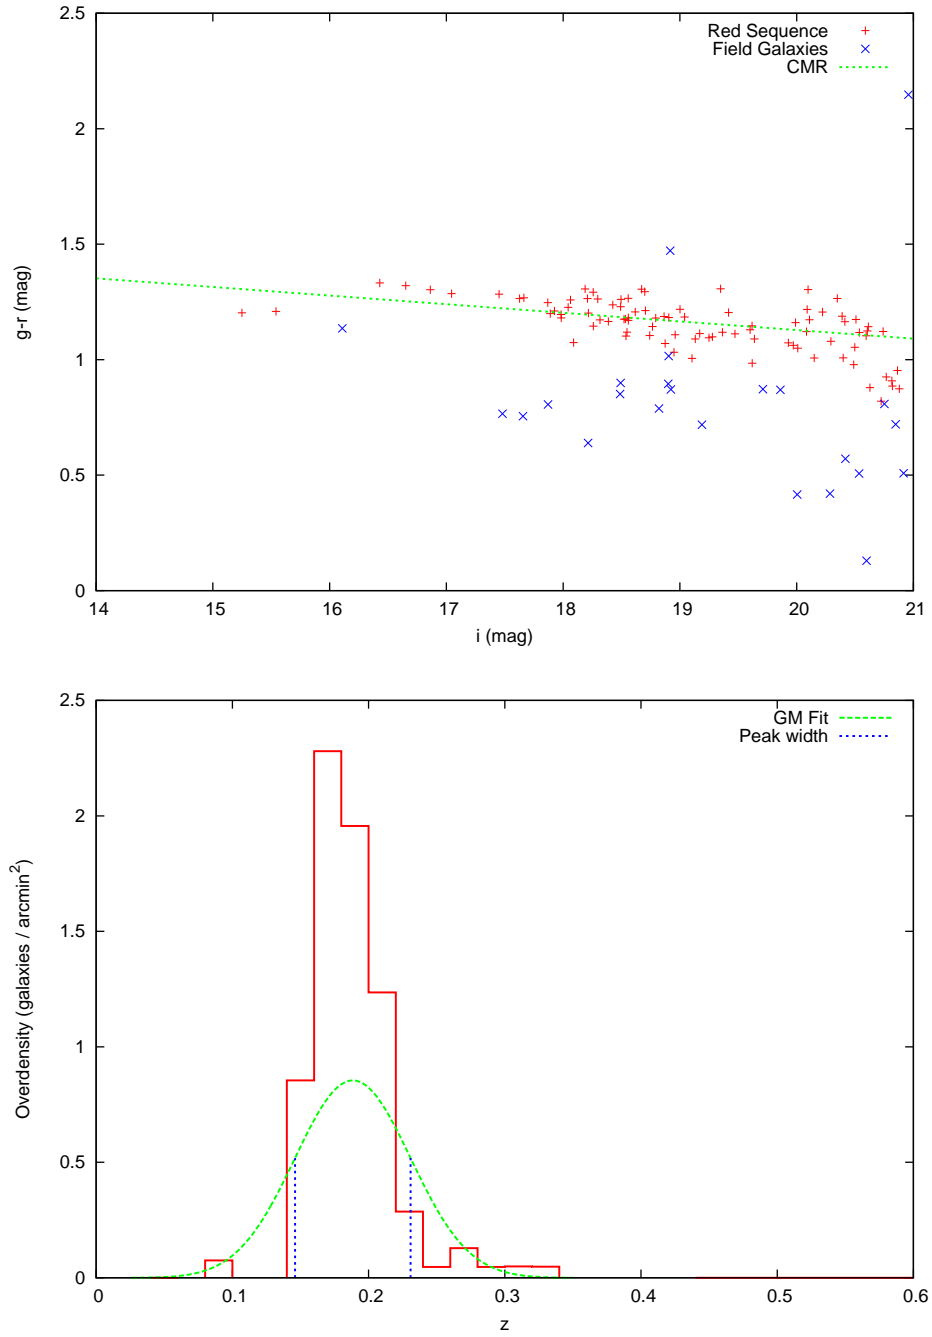 2.5
2
1.5
1
0.5
0
g-r (mag)
Red Sequence
Field Galaxies
CMR
14 15 16 17 18 19 20 21
i (mag)
2.5
2
1.5
1
0.5
0
Overdensity (galaxies / arcmin²)
GM Fit
Peak width
0 0.1 0.2 0.3 0.4 0.5 0.6
z